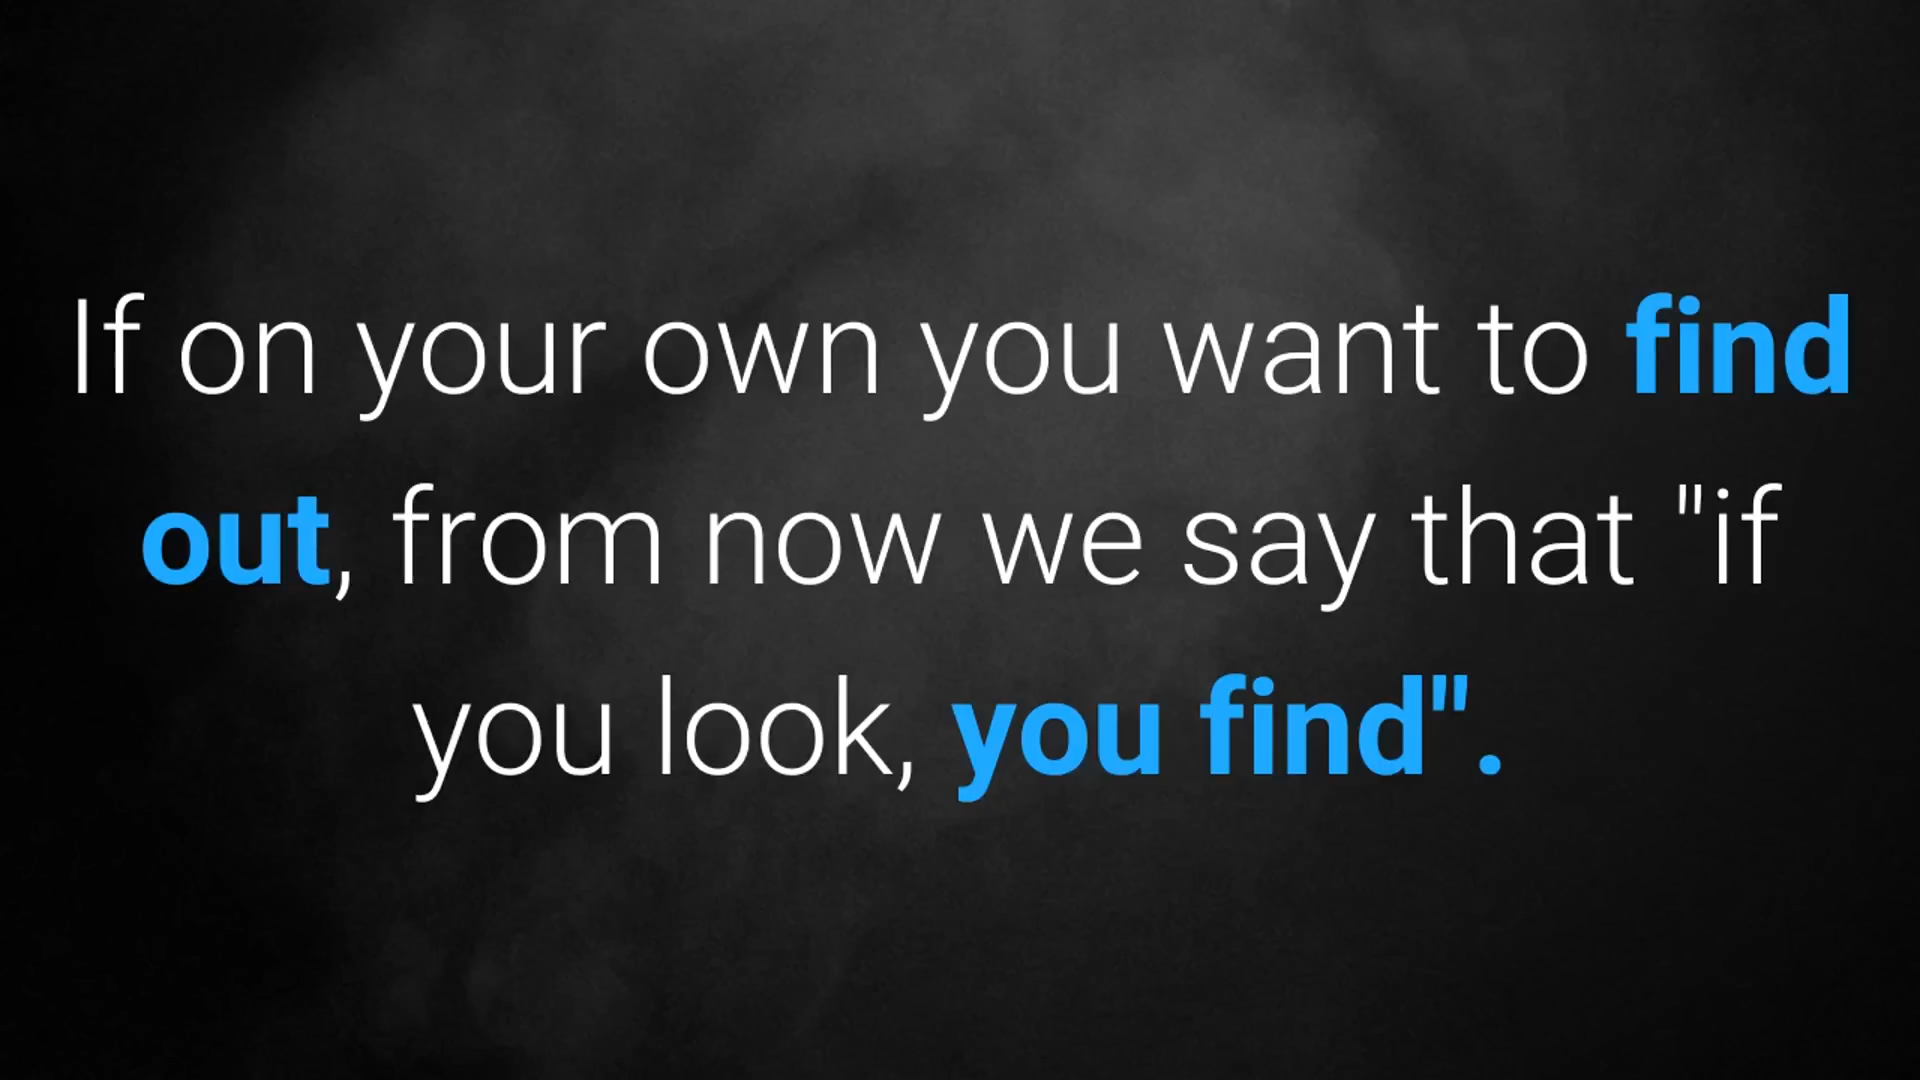 If on your own you want to find
out, from now we say that "if
you look, you find".